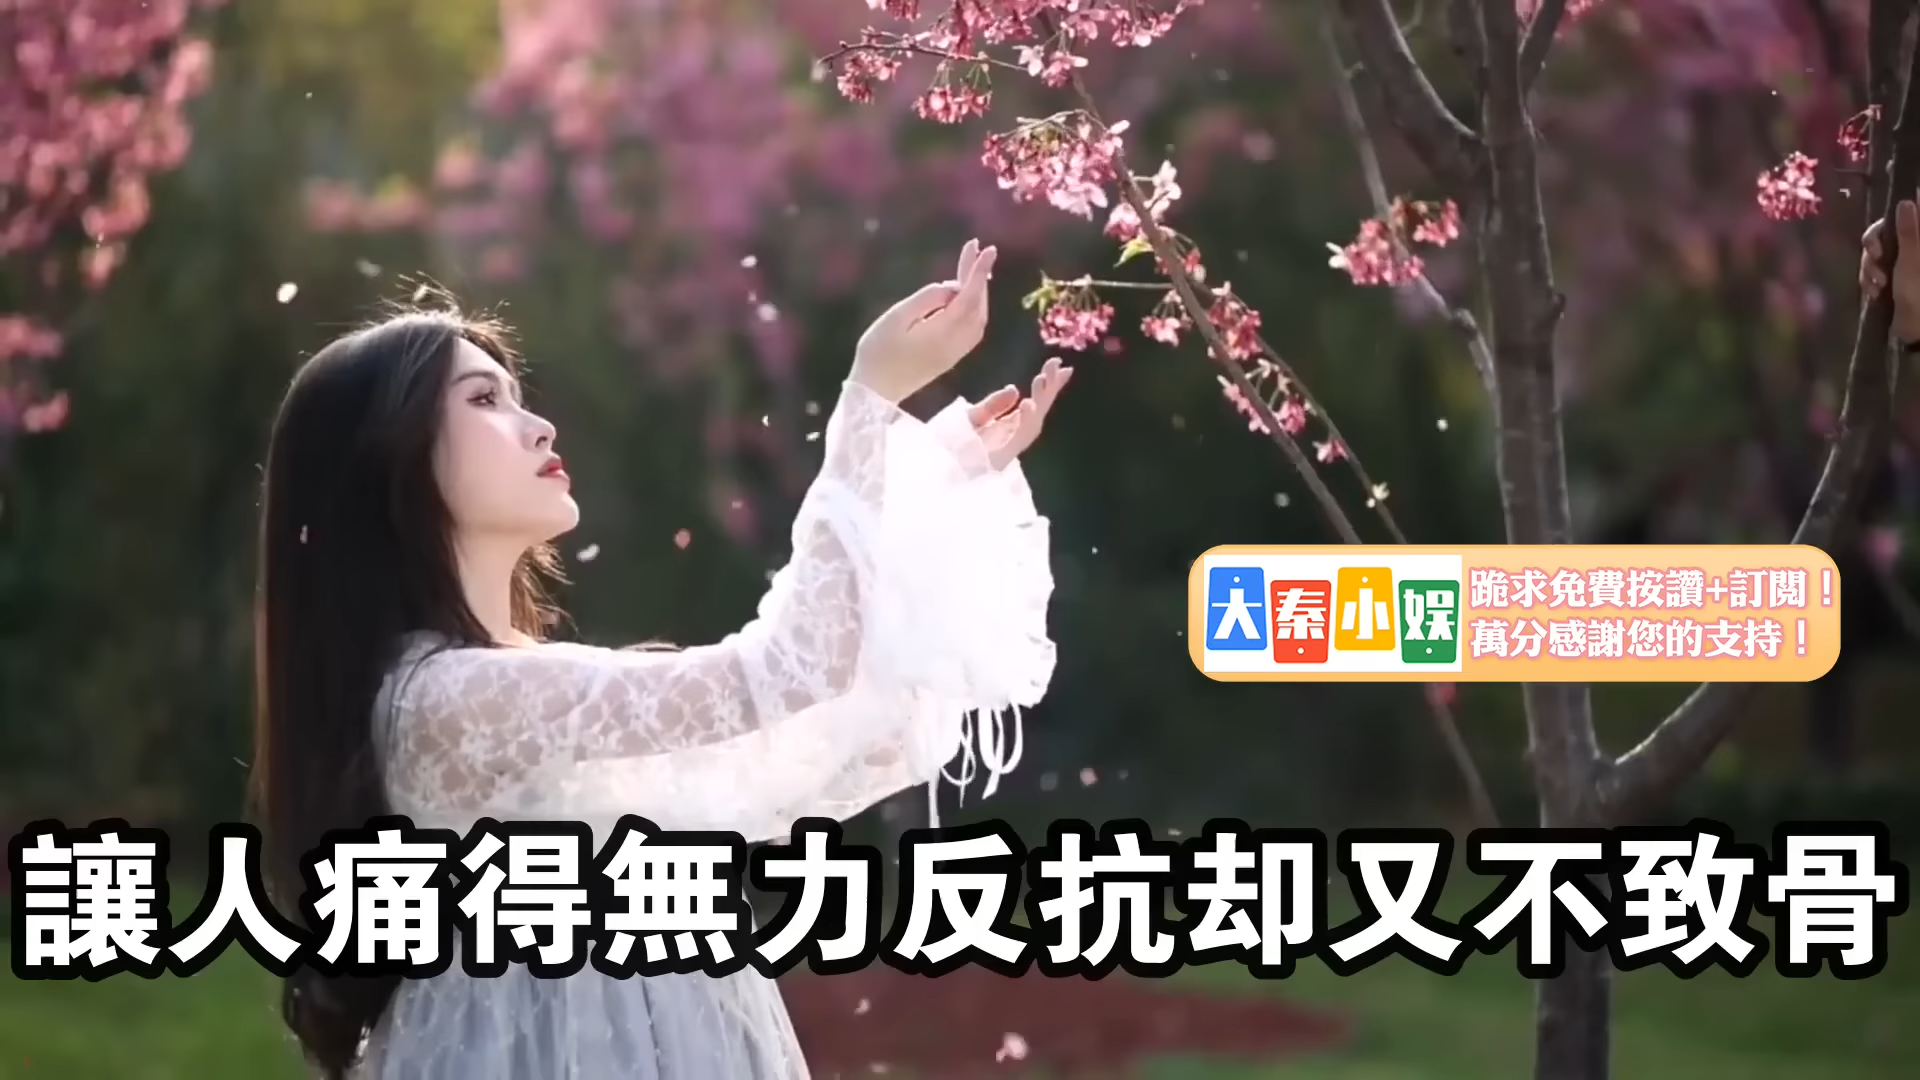 大秦小娱
跪求免費按讚+訂閱！
萬分感謝您的支持！
讓人痛得無力反抗却又不致骨